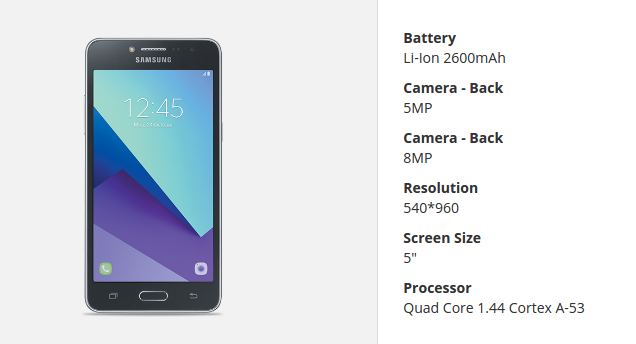 SAMSUNG
12:45
Battery
Li-Ion 2600mAh
Camera - Back
5MP
Camera - Back
8MP
Resolution
540*960
Screen Size
5"
Processor
Quad Core 1.44 Cortex A-53